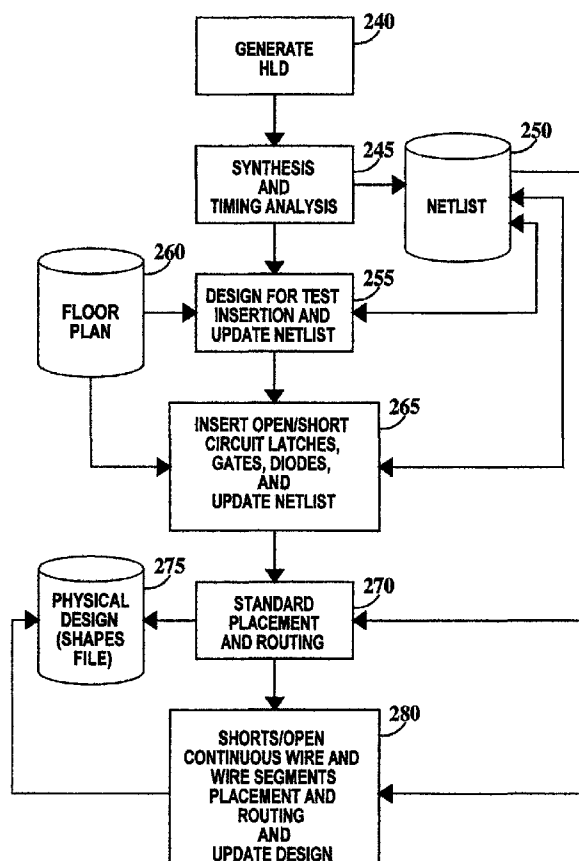 240
GENERATE
HLD
245
SYNTHESIS
AND
TIMING ANALYSIS
250
NETLIST
260
FLOOR
PLAN
255
DESIGN FOR TEST
INSERTION AND
UPDATE NETLIST
265
INSERT OPEN/SHORT
CIRCUIT LATCHES,
GATES, DIODES,
AND
UPDATE NETLIST
275
PHYSICAL
DESIGN
(SHAPES
FILE)
270
STANDARD
PLACEMENT
AND ROUTING
280
SHORTS/OPEN
CONTINUOUS WIRE AND
WIRE SEGMENTS
PLACEMENT AND
ROUTING
AND
UPDATE DESIGN